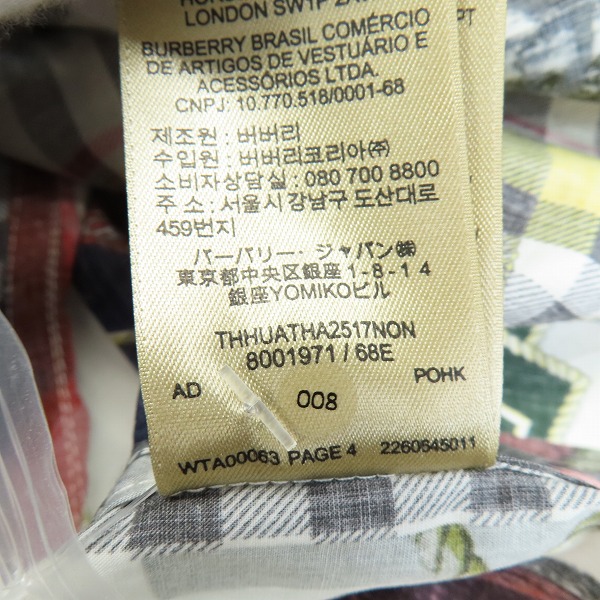 LONDON SW1P
PT
BURBERRY BRASIL COMÉRCIO
DE ARTIGOS DE VESTUÁRIO E
ACESSÓRIOS LTDA.
CNPJ: 10.770.518/0001-68
제조원 : 버버리
수입원 : 버버리코리아㈜
소비자상담실 : 080 700 8800
주 소 : 서울시 강남구 도산대로
459번지
バーバリー・ジャパン㈱
東京都中央区銀座1-8-14
銀座YOMIKOビル
THHUATHA2517NON
8001971 / 68E
AD 008 POHK
WTA00063 PAGE 4 2260645011